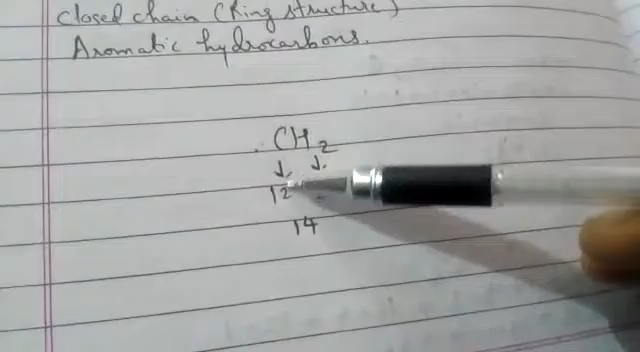 Closed chain (Ring structure)
Aromatic hydrocarbons.
CH2
↓ ↓
12
14